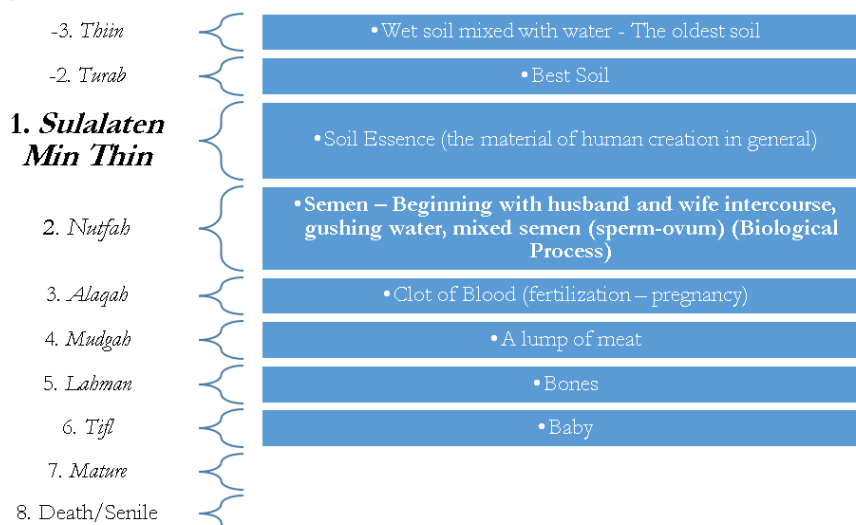 -3. Thiin
• Wet soil mixed with water - The oldest soil
-2. Turab
• Best Soil
1. Sulalaten
Min Thin
• Soil Essence (the material of human creation in general)
2. Nutfah
• Semen – Beginning with husband and wife intercourse,
gushing water, mixed semen (sperm-ovum) (Biological
Process)
3. Alaqah
• Clot of Blood (fertilization – pregnancy)
4. Mudgah
• A lump of meat
5. Lahman
• Bones
6. Tifl
• Baby
7. Mature
8. Death/Senile